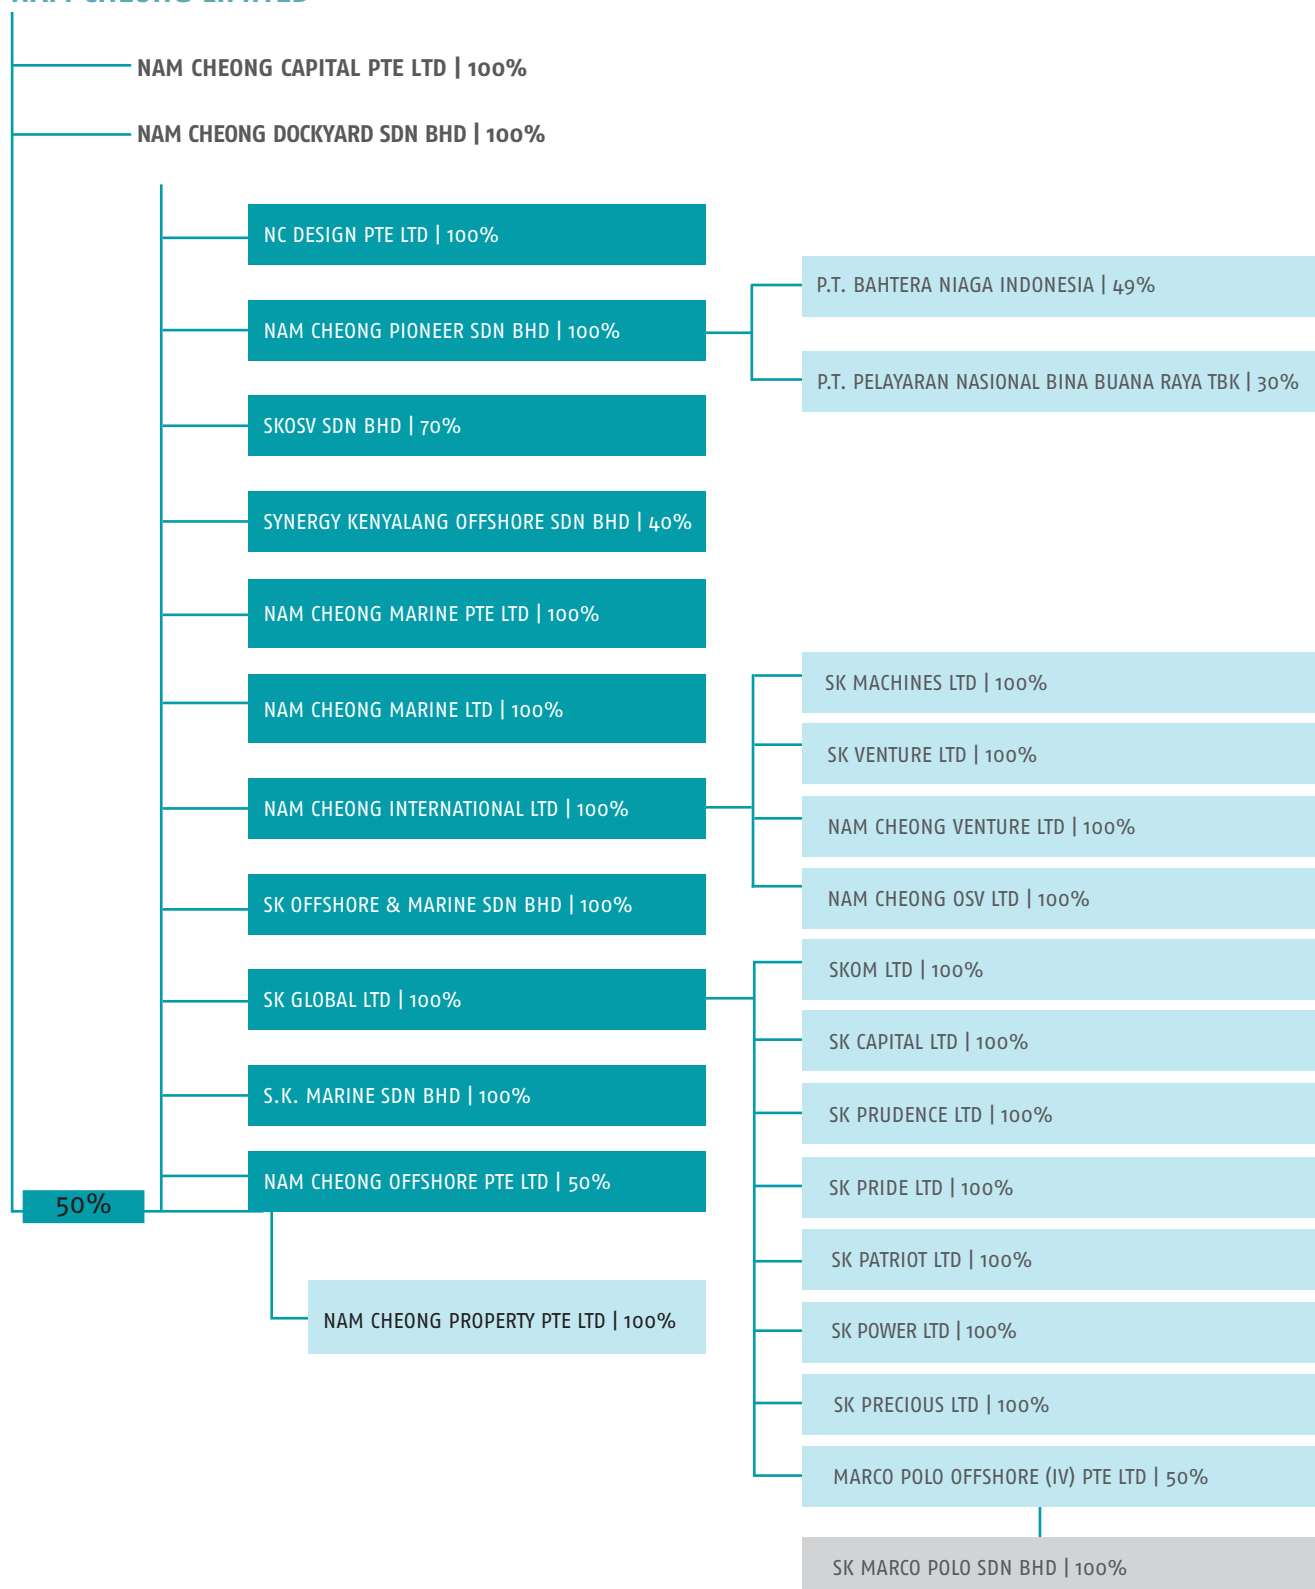 NAM CHEONG LIMITED
NAM CHEONG CAPITAL PTE LTD | 100%
NAM CHEONG DOCKYARD SDN BHD | 100%
NC DESIGN PTE LTD | 100%
NAM CHEONG PIONEER SDN BHD | 100%
P.T. BAHTERA NIAGA INDONESIA | 49%
P.T. PELAYARAN NASIONAL BINA BUANA RAYA TBK | 30%
SKOSV SDN BHD | 70%
SYNERGY KENYALANG OFFSHORE SDN BHD | 40%
NAM CHEONG MARINE PTE LTD | 100%
NAM CHEONG MARINE LTD | 100%
NAM CHEONG INTERNATIONAL LTD | 100%
SK MACHINES LTD | 100%
SK VENTURE LTD | 100%
NAM CHEONG VENTURE LTD | 100%
NAM CHEONG OSV LTD | 100%
SK OFFSHORE & MARINE SDN BHD | 100%
SK GLOBAL LTD | 100%
SKOM LTD | 100%
SK CAPITAL LTD | 100%
SK PRUDENCE LTD | 100%
SK PRIDE LTD | 100%
SK PATRIOT LTD | 100%
SK POWER LTD | 100%
SK PRECIOUS LTD | 100%
MARCO POLO OFFSHORE (IV) PTE LTD | 50%
SK MARCO POLO SDN BHD | 100%
S.K. MARINE SDN BHD | 100%
NAM CHEONG OFFSHORE PTE LTD | 50%
50%
NAM CHEONG PROPERTY PTE LTD | 100%